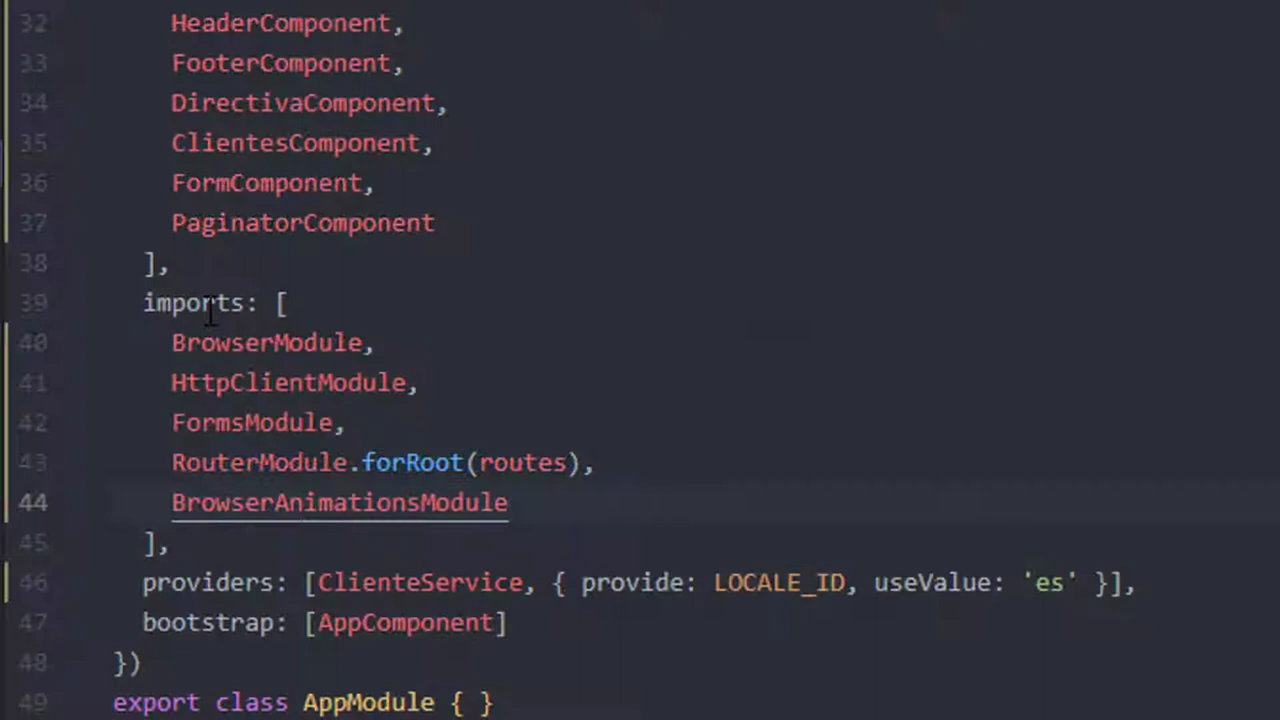 32 HeaderComponent,
33 FooterComponent,
34 DirectivaComponent,
35 ClientesComponent,
36 FormComponent,
37 PaginatorComponent
38 ],
39 imports: [
40 BrowserModule,
41 HttpClientModule,
42 FormsModule,
43 RouterModule.forRoot(routes),
44 BrowserAnimationsModule
45 ],
46 providers: [ClienteService, { provide: LOCALE_ID, useValue: 'es' }],
47 bootstrap: [AppComponent]
48 })
49 export class AppModule { }